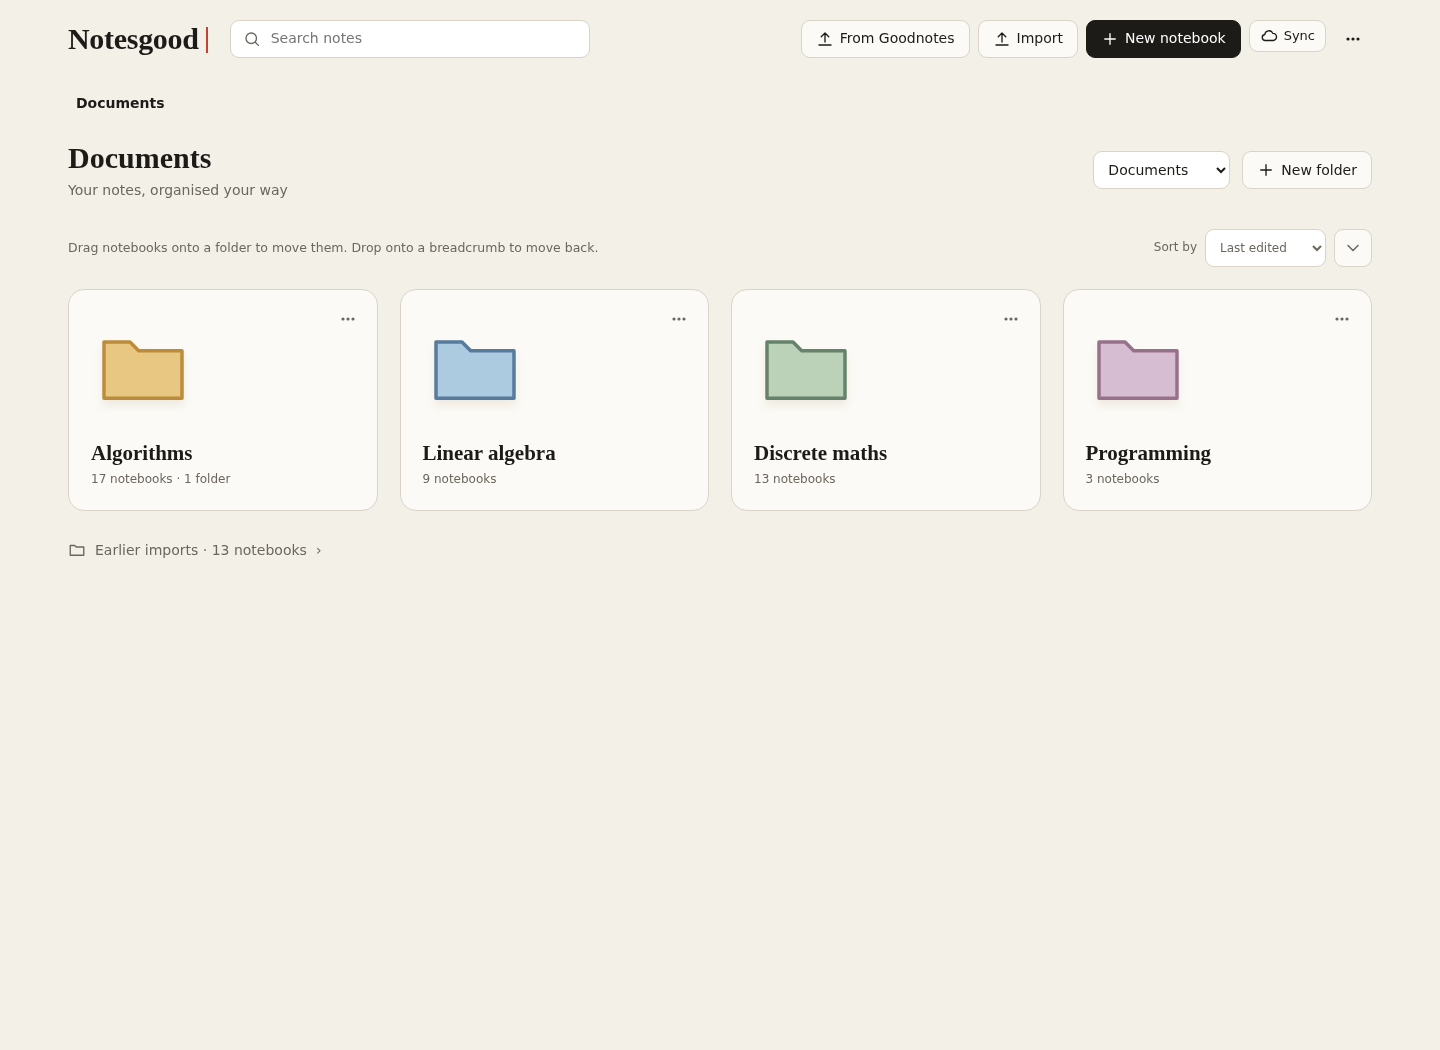 Notesgood
Search notes
From Goodnotes
Import
New notebook
Sync
Documents
Documents
Your notes, organised your way
Documents
New folder
Drag notebooks onto a folder to move them. Drop onto a breadcrumb to move back.
Sort by
Last edited
Algorithms
17 notebooks · 1 folder
Linear algebra
9 notebooks
Discrete maths
13 notebooks
Programming
3 notebooks
Earlier imports · 13 notebooks ›